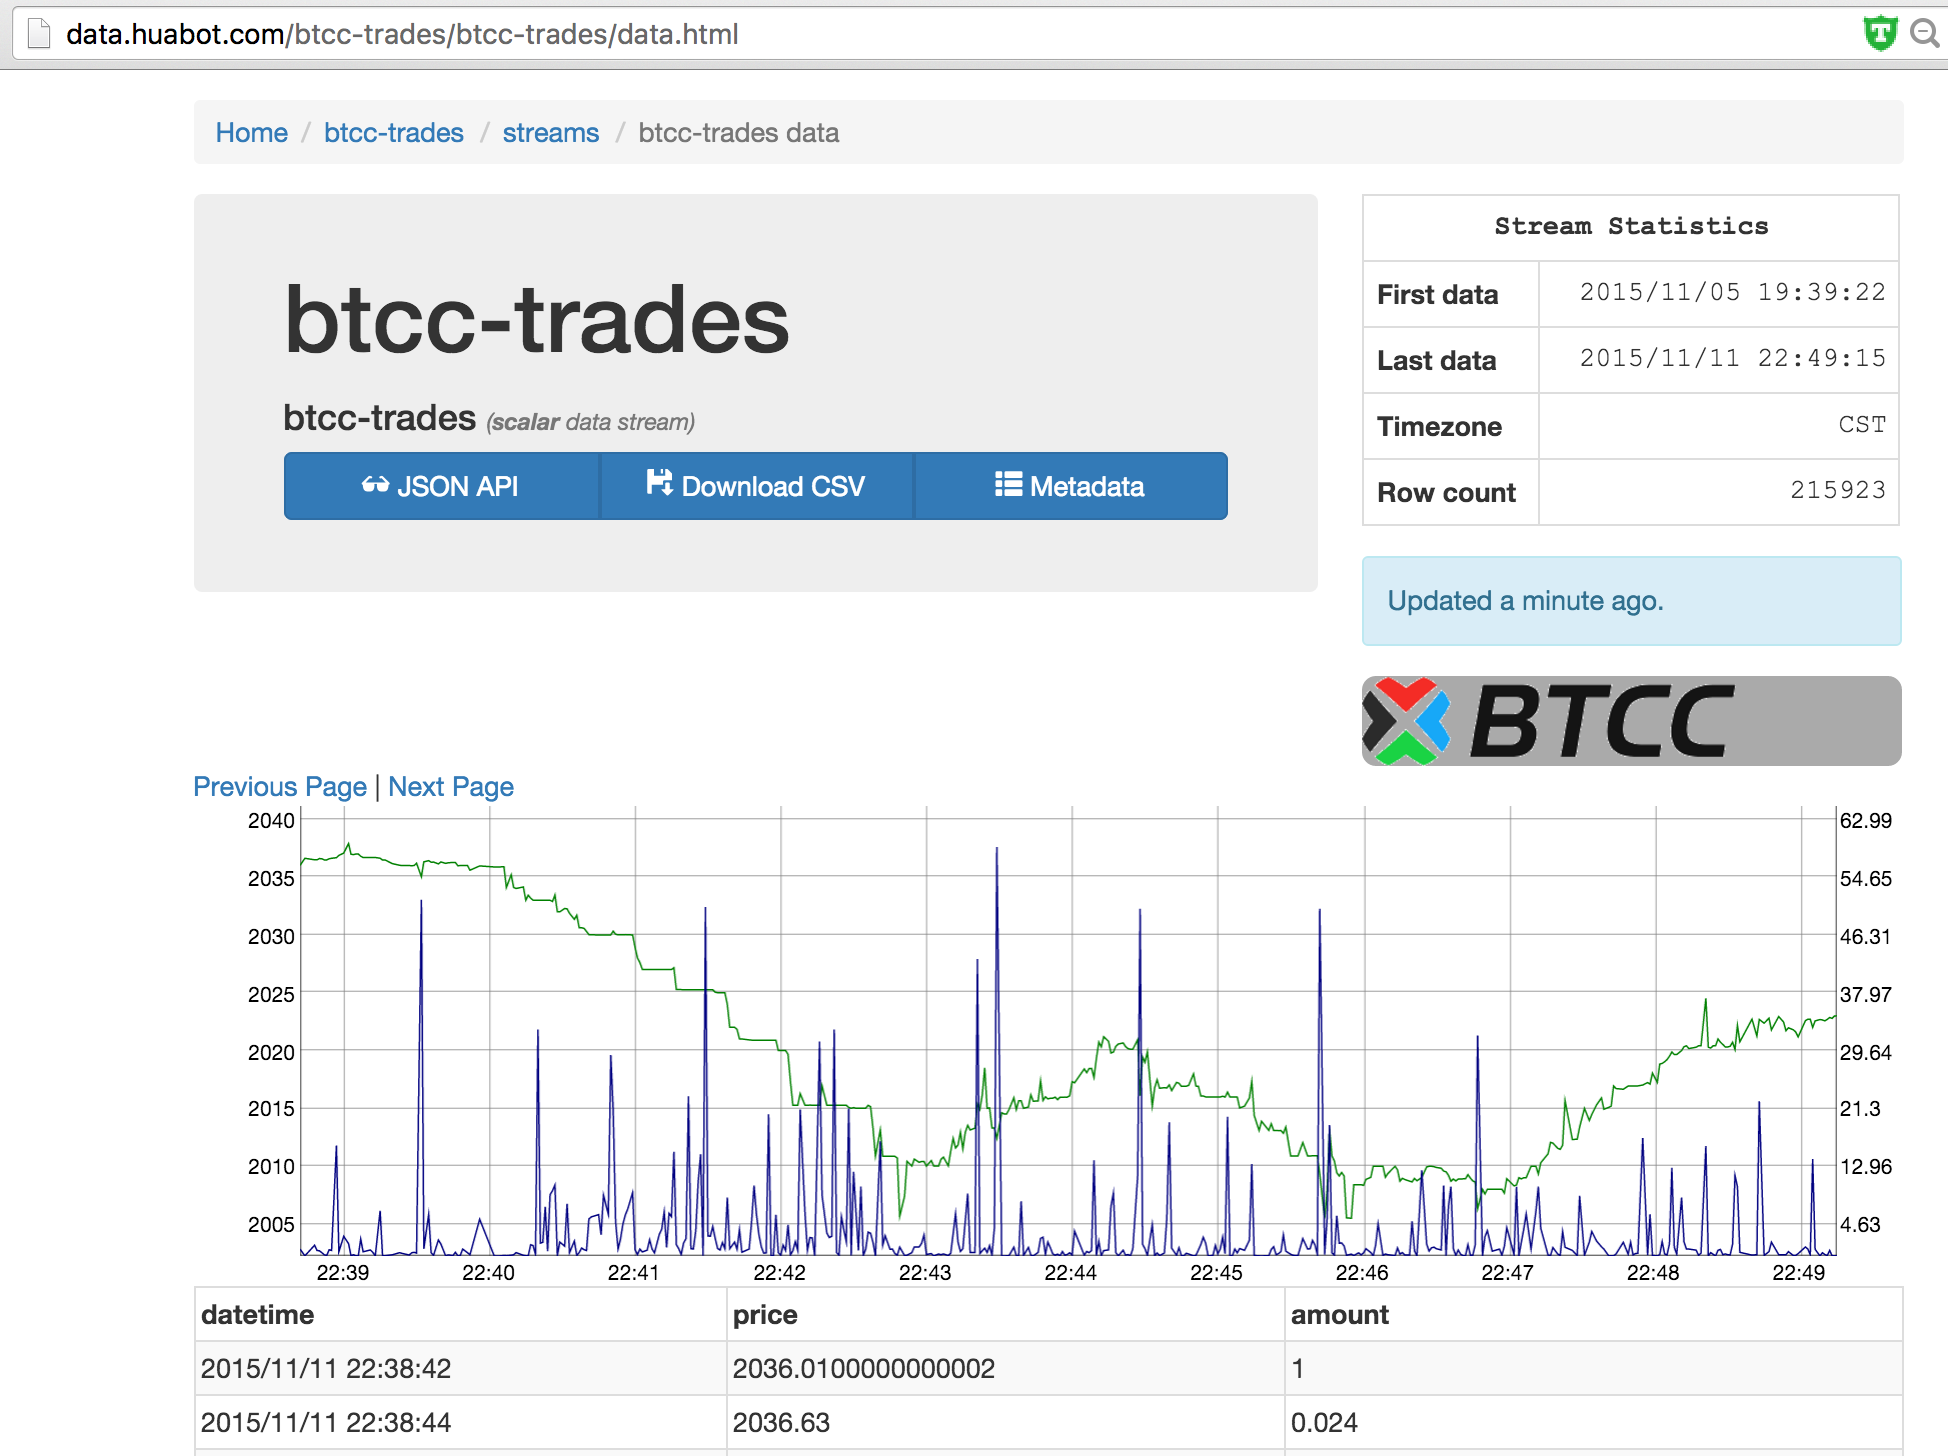 data.huabot.com/btcc-trades/btcc-trades/data.html
T
Home / btcc-trades / streams / btcc-trades data
btcc-trades
btcc-trades (scalar data stream)
JSON API
Download CSV
Metadata
Stream Statistics
First data 2015/11/05 19:39:22
Last data 2015/11/11 22:49:15
Timezone CST
Row count 215923
Updated a minute ago.
BTCC
Previous Page | Next Page
2040
2035
2030
2025
2020
2015
2010
2005
62.99
54.65
46.31
37.97
29.64
21.3
12.96
4.63
22:39 22:40 22:41 22:42 22:43 22:44 22:45 22:46 22:47 22:48 22:49
datetime price amount
2015/11/11 22:38:42 2036.0100000000002 1
2015/11/11 22:38:44 2036.63 0.024